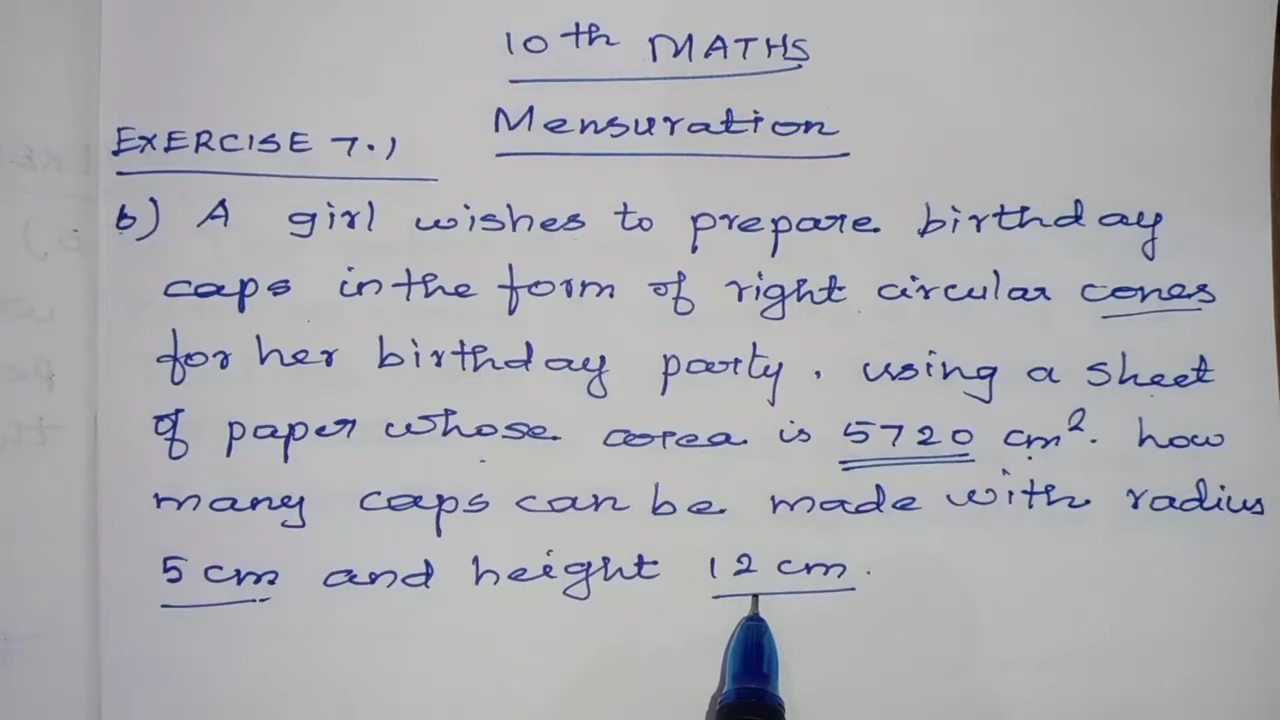 10th MATHS
Mensuration
EXERCISE 7.1
6) A girl wishes to prepare birthday
caps in the form of right circular cones
for her birthday party. using a sheet
of paper whose area is 5720 cm². how
many caps can be made with radius
5 cm and height 12 cm.